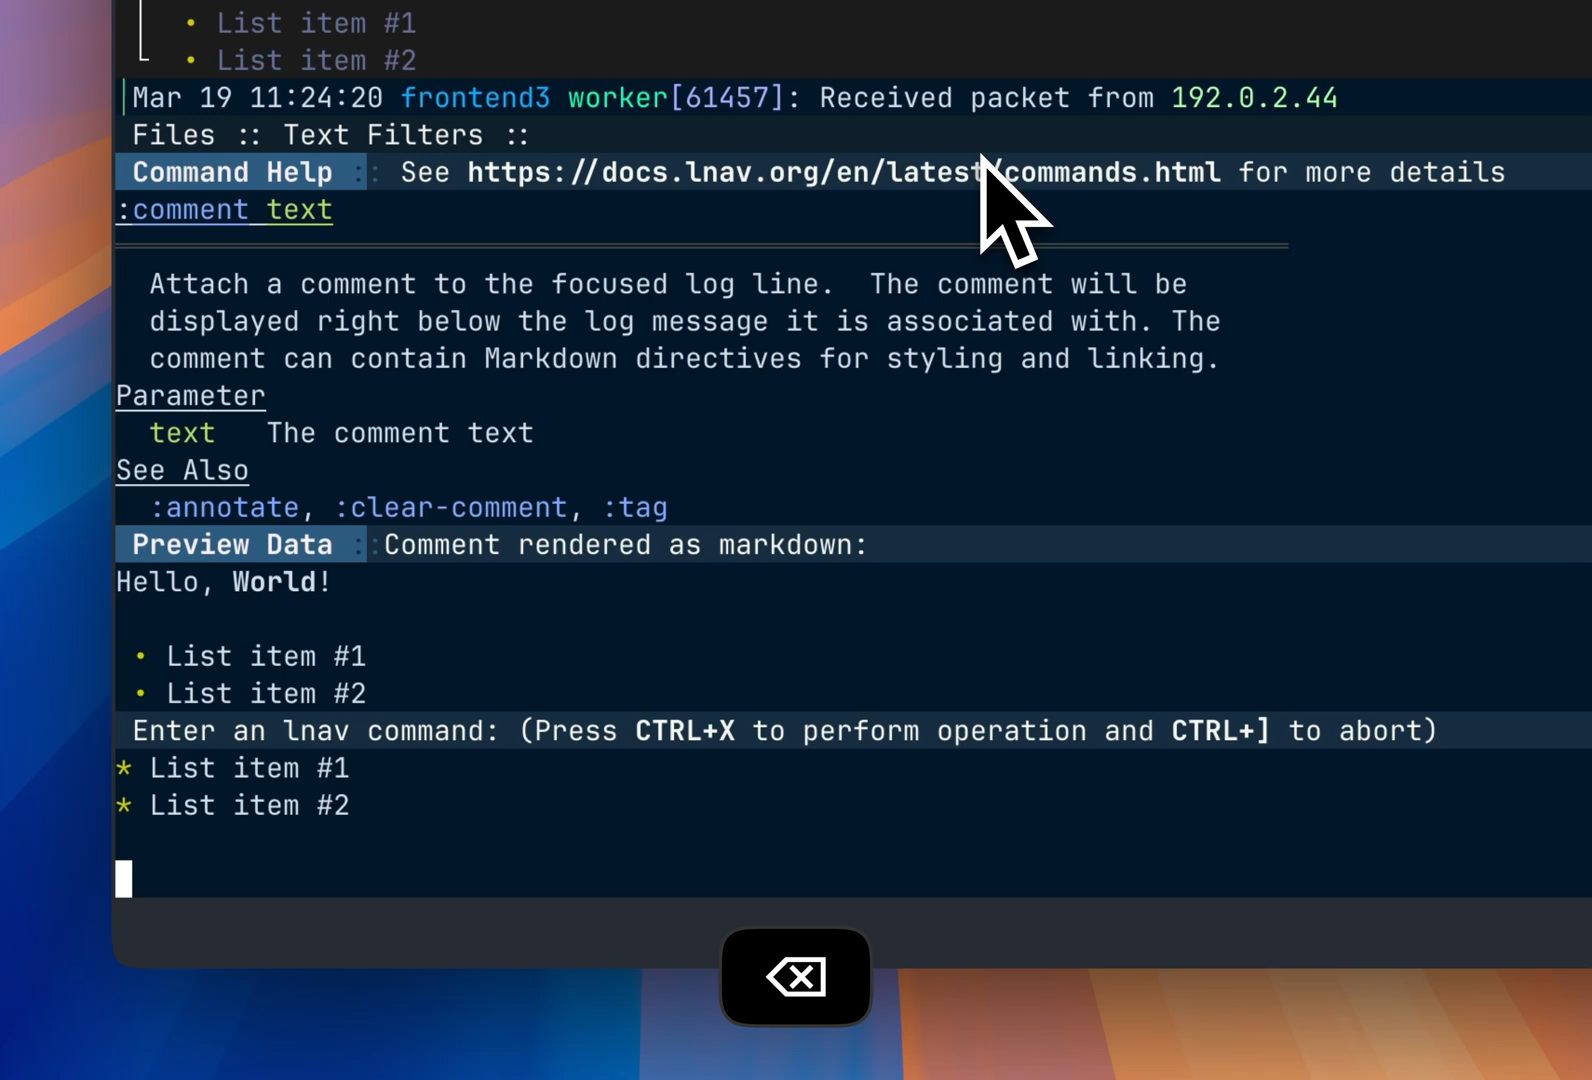 • List item #1
• List item #2
Mar 19 11:24:20 frontend3 worker[61457]: Received packet from 192.0.2.44
Files :: Text Filters ::
Command Help :: See https://docs.lnav.org/en/latest/commands.html for more details
:comment text
Attach a comment to the focused log line.  The comment will be
displayed right below the log message it is associated with. The
comment can contain Markdown directives for styling and linking.
Parameter
text   The comment text
See Also
:annotate, :clear-comment, :tag
Preview Data ::Comment rendered as markdown:
Hello, World!
• List item #1
• List item #2
Enter an lnav command: (Press CTRL+X to perform operation and CTRL+] to abort)
* List item #1
* List item #2